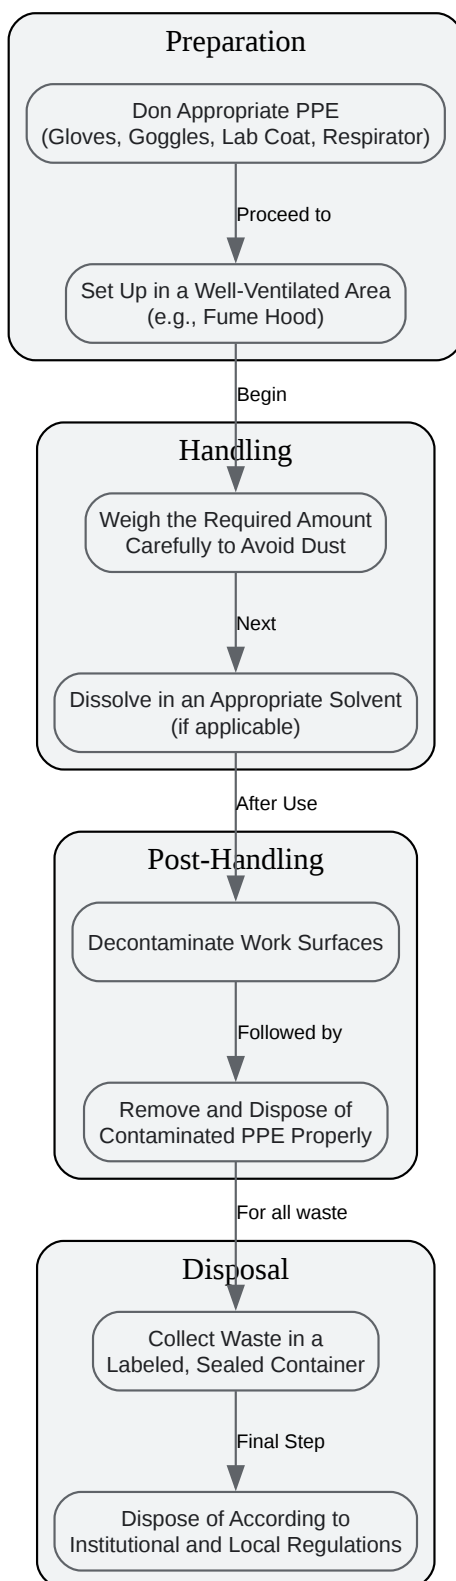 Preparation
Don Appropriate PPE
(Gloves, Goggles, Lab Coat, Respirator)
Proceed to
Set Up in a Well-Ventilated Area
(e.g., Fume Hood)
Begin
Handling
Weigh the Required Amount
Carefully to Avoid Dust
Next
Dissolve in an Appropriate Solvent
(if applicable)
After Use
Post-Handling
Decontaminate Work Surfaces
Followed by
Remove and Dispose of
Contaminated PPE Properly
For all waste
Disposal
Collect Waste in a
Labeled, Sealed Container
Final Step
Dispose of According to
Institutional and Local Regulations